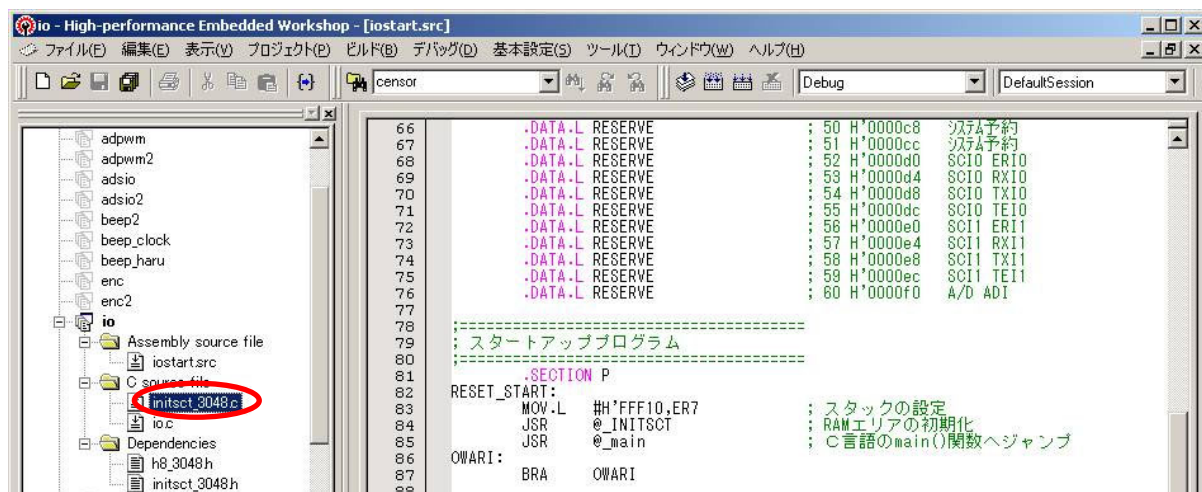 io - High-performance Embedded Workshop - [iostart.src]
ファイル(F) 編集(E) 表示(V) プロジェクト(P) ビルド(B) デバッグ(D) 基本設定(S) ツール(T) ウィンドウ(W) ヘルプ(H)
censor Debug DefaultSession
adpwm
adpwm2
adsio
adsio2
beep2
beep_clock
beep_haru
enc
enc2
io
Assembly source file
iostart.src
C source file
initsct_3048.c
io.c
Dependencies
h8_3048.h
initsct_3048.h
66 .DATA.L RESERVE ; 50 H'0000c8 システム予約
67 .DATA.L RESERVE ; 51 H'0000cc システム予約
68 .DATA.L RESERVE ; 52 H'0000d0 SCI0 ERI0
69 .DATA.L RESERVE ; 53 H'0000d4 SCI0 RXI0
70 .DATA.L RESERVE ; 54 H'0000d8 SCI0 TXI0
71 .DATA.L RESERVE ; 55 H'0000dc SCI0 TEI0
72 .DATA.L RESERVE ; 56 H'0000e0 SCI1 ERI1
73 .DATA.L RESERVE ; 57 H'0000e4 SCI1 RXI1
74 .DATA.L RESERVE ; 58 H'0000e8 SCI1 TXI1
75 .DATA.L RESERVE ; 59 H'0000ec SCI1 TEI1
76 .DATA.L RESERVE ; 60 H'0000f0 A/D ADI
77
78 ;=======================================
79 ; スタートアッププログラム
80 ;=======================================
81 .SECTION P
82 RESET_START:
83 MOV.L #H'FFF10,ER7 ; スタックの設定
84 JSR @_INITSCT ; RAMエリアの初期化
85 JSR @_main ; C言語のmain()関数へジャンプ
86 OWARI:
87 BRA OWARI
88